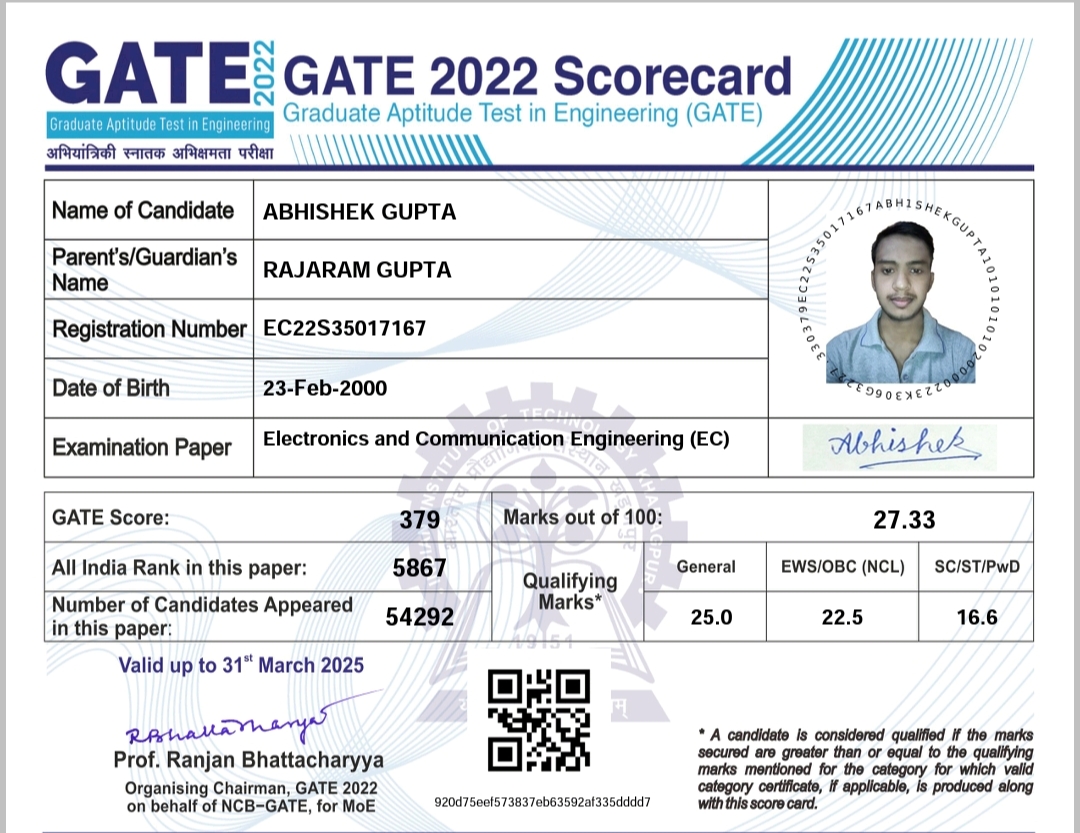 GATE 2022
Graduate Aptitude Test in Engineering
अभियांत्रिकी स्नातक अभिक्षमता परीक्षा
GATE 2022 Scorecard
Graduate Aptitude Test in Engineering (GATE)
Name of Candidate ABHISHEK GUPTA
Parent's/Guardian's
Name
RAJARAM GUPTA
Registration Number EC22S35017167
Date of Birth 23-Feb-2000
Examination Paper Electronics and Communication Engineering (EC)
Abhishek
GATE Score: 379 Marks out of 100: 27.33
All India Rank in this paper: 5867
Number of Candidates Appeared
in this paper:
54292
Qualifying
Marks*
General EWS/OBC (NCL) SC/ST/PwD
25.0 22.5 16.6
1951
Valid up to 31st March 2025
RBhattacharyya
Prof. Ranjan Bhattacharyya
Organising Chairman, GATE 2022
on behalf of NCB–GATE, for MoE
920d75eef573837eb63592af335dddd7
* A candidate is considered qualified if the marks
secured are greater than or equal to the qualifying
marks mentioned for the category for which valid
category certificate, if applicable, is produced along
with this score card.